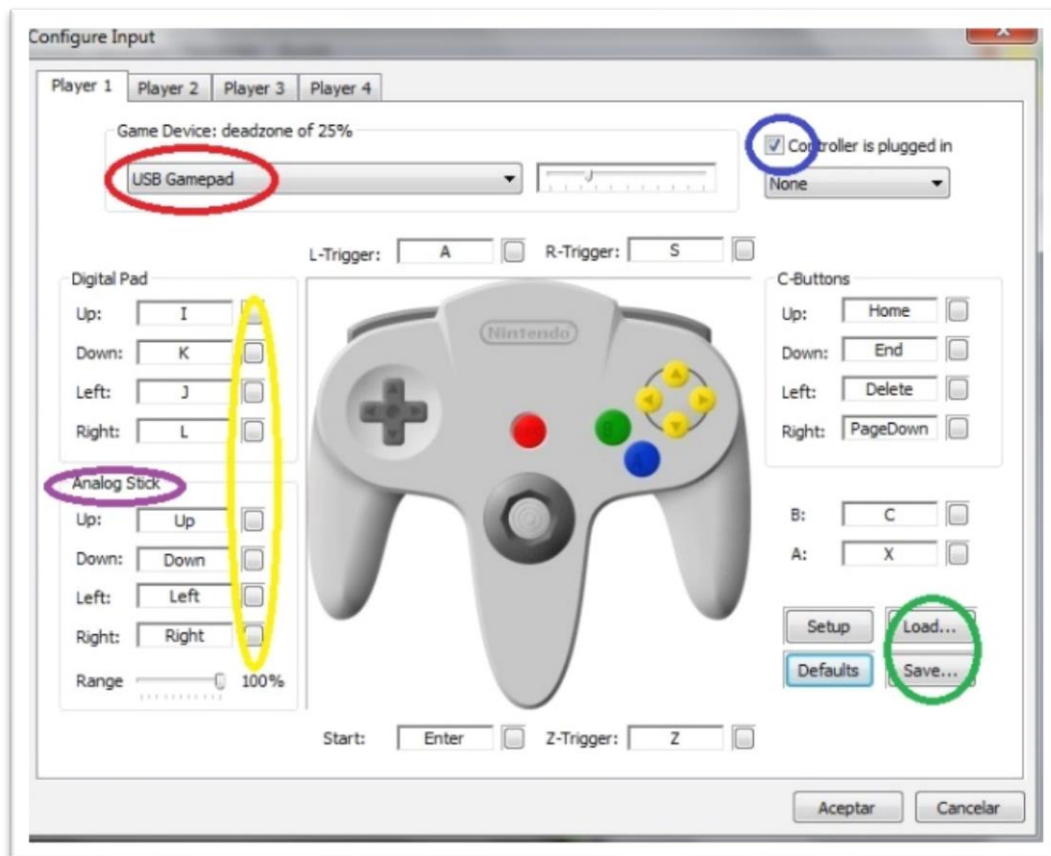 Configure Input
Player 1 Player 2 Player 3 Player 4
Game Device: deadzone of 25%
Controller is plugged in
USB Gamepad
None
L-Trigger: A R-Trigger: S
Digital Pad
Up: I
Down: K
Left: J
Right: L
C-Buttons
Up: Home
Down: End
Left: Delete
Right: PageDown
Nintendo
B
A
Analog Stick
Up: Up
Down: Down
Left: Left
Right: Right
Range 100%
B: C
A: X
Setup Load...
Defaults Save...
Start: Enter Z-Trigger: Z
Aceptar Cancelar